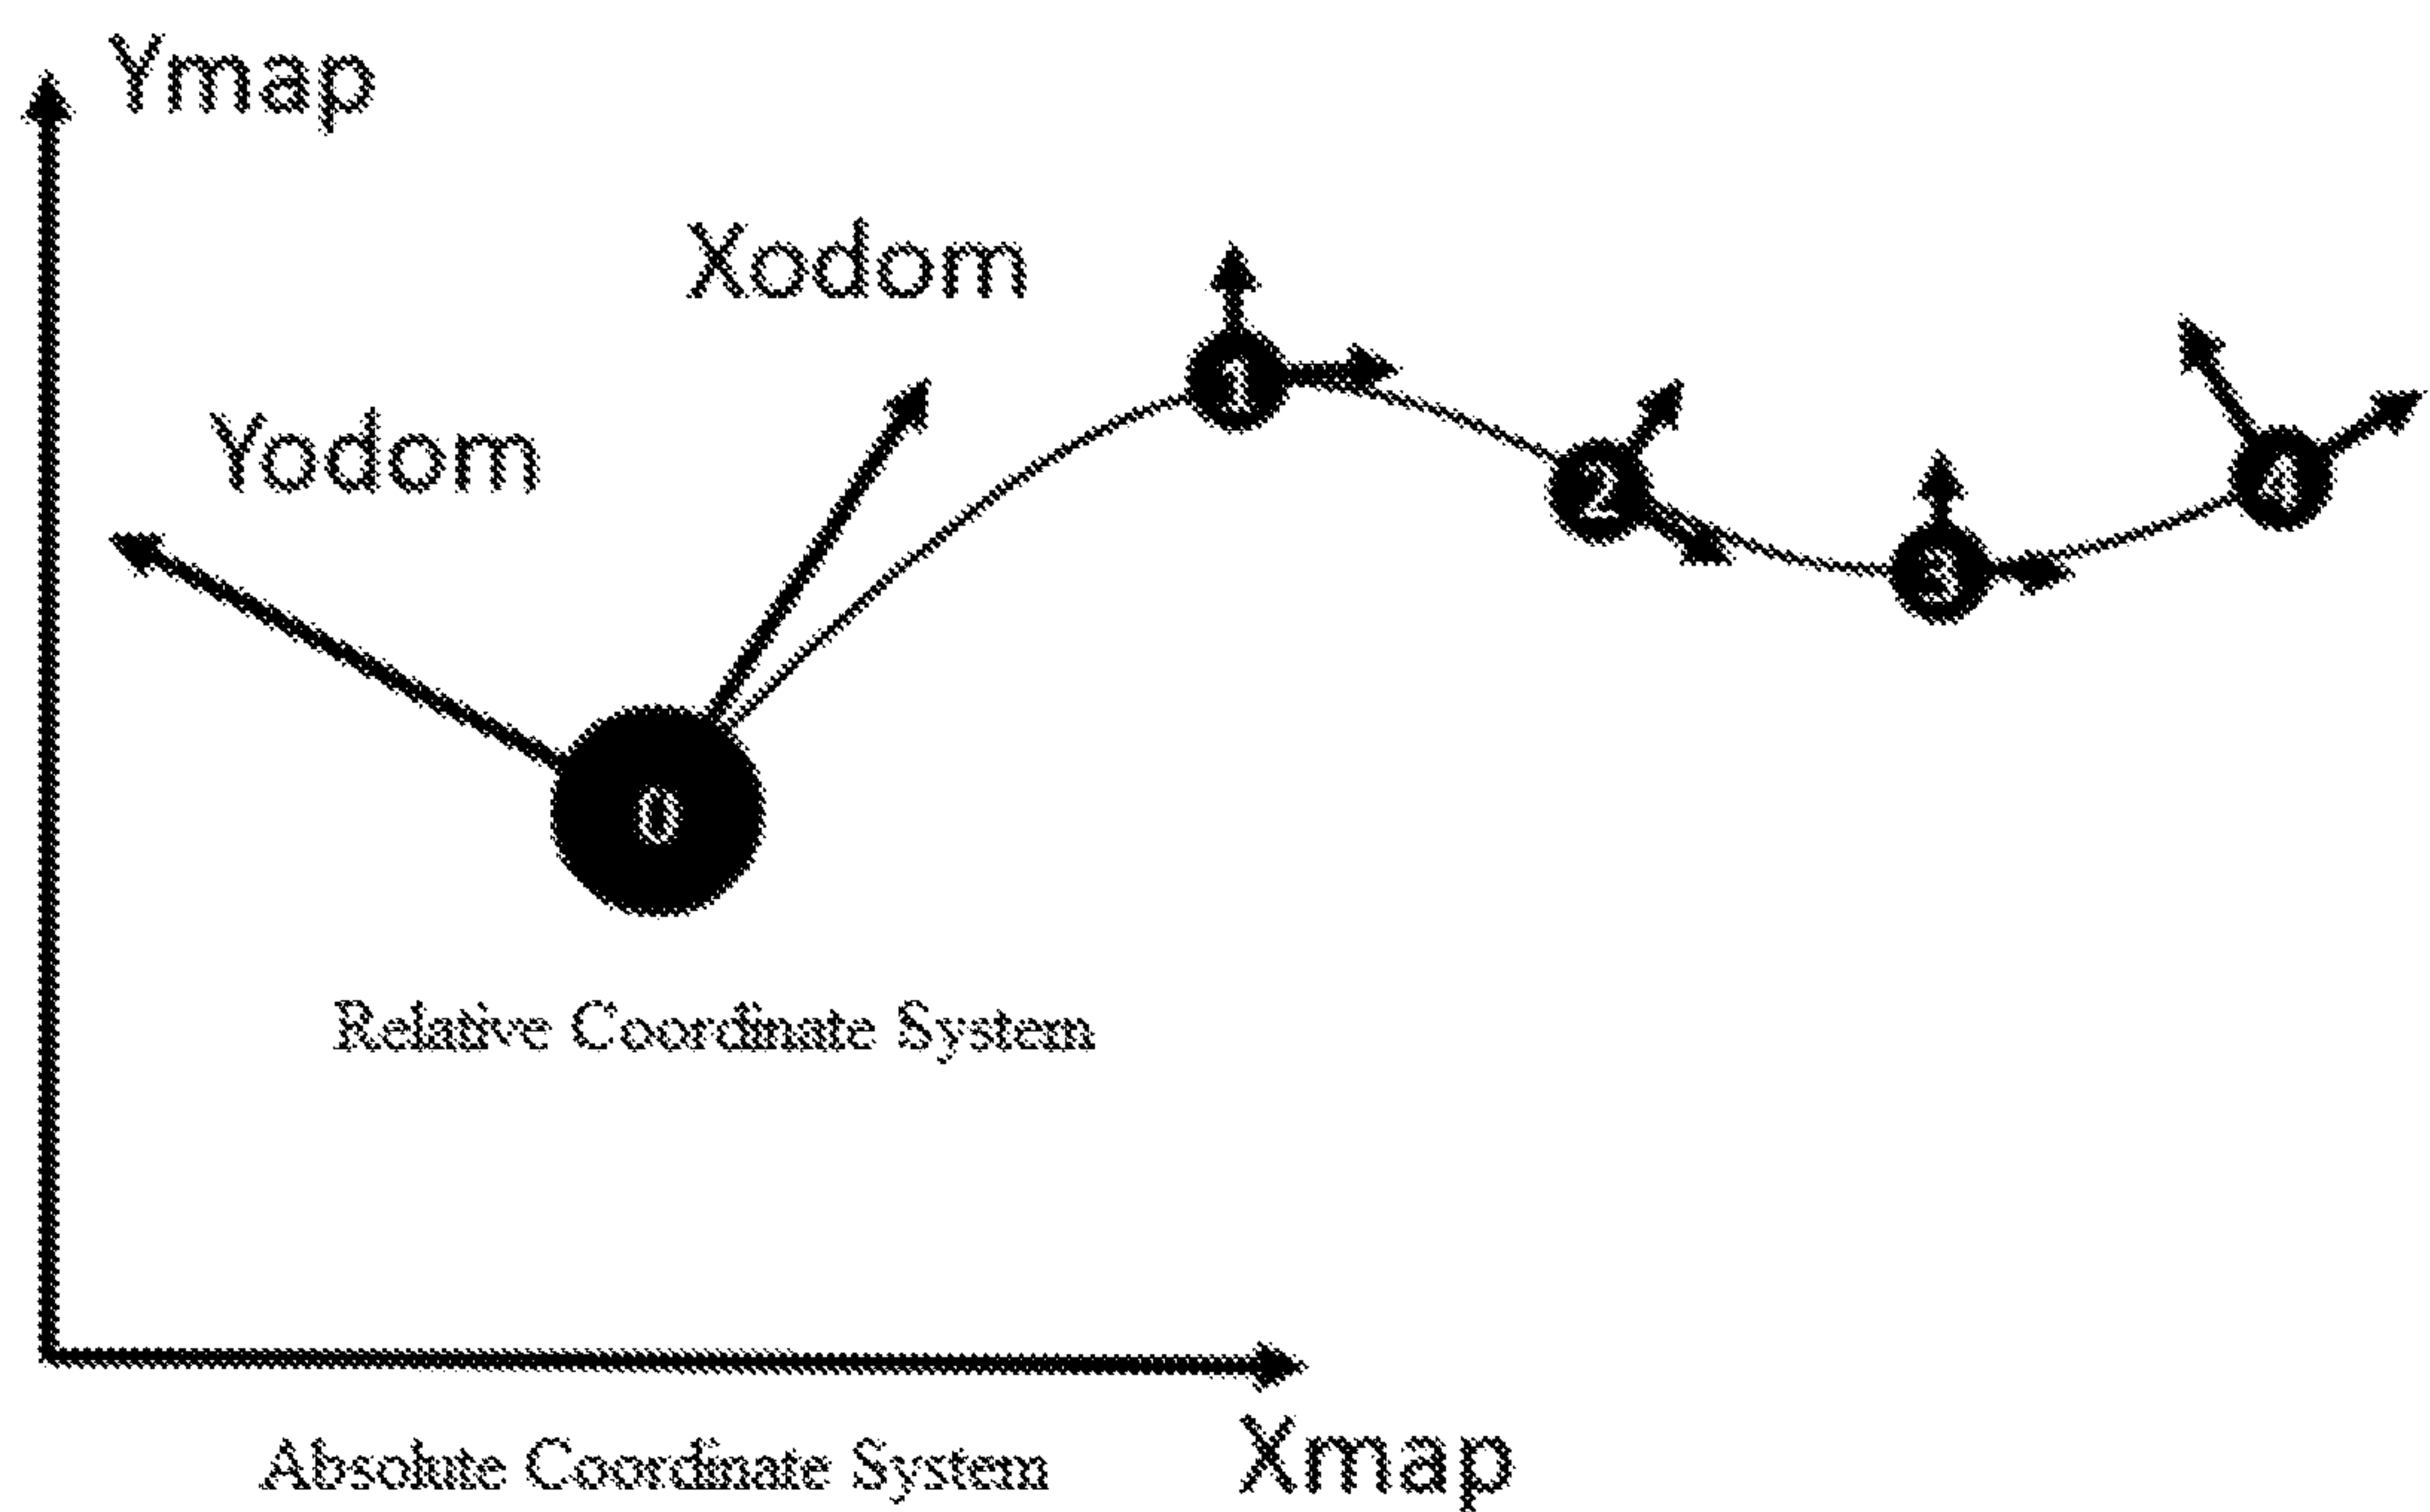 Ymap
Xodom
Yodom
1
2
3
4
0
Relative Coordinate System
Absolute Coordinate System
Xmap